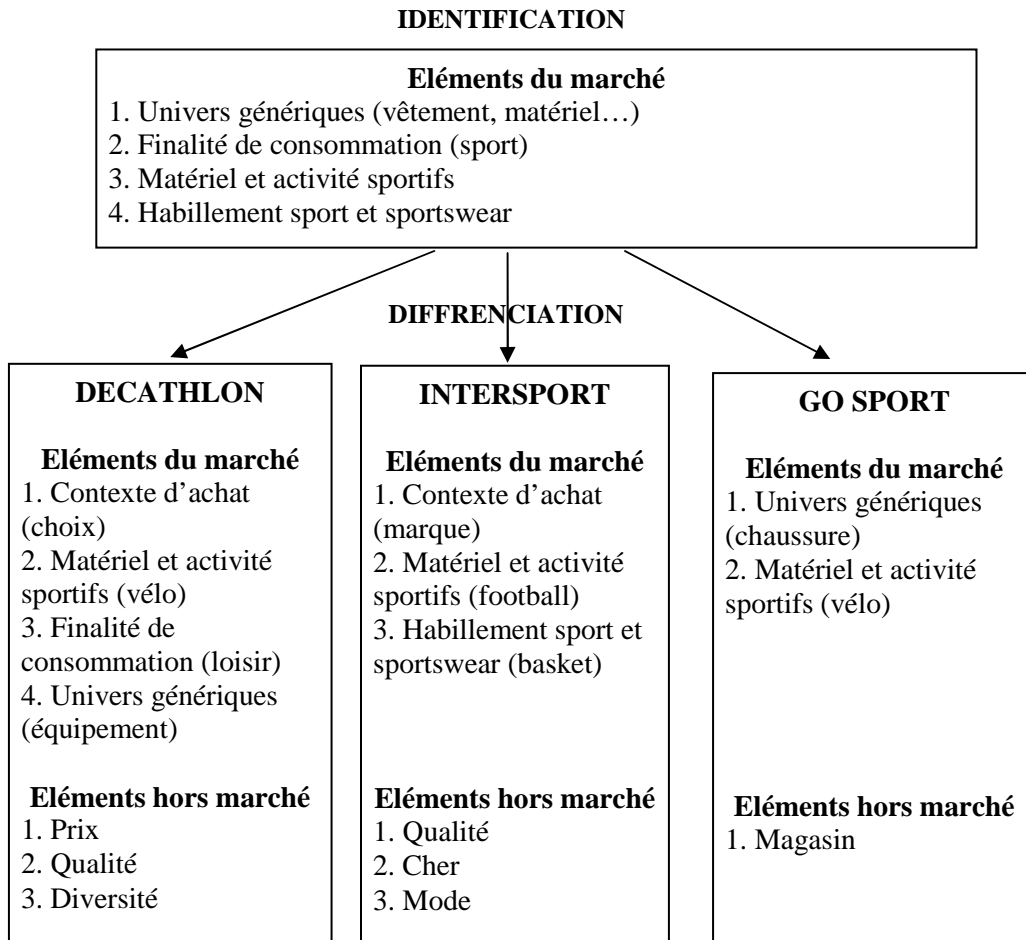 IDENTIFICATION
Eléments du marché
1. Univers génériques (vêtement, matériel…)
2. Finalité de consommation (sport)
3. Matériel et activité sportifs
4. Habillement sport et sportswear
DIFFRENCIATION
DECATHLON
Eléments du marché
1. Contexte d’achat
(choix)
2. Matériel et activité
sportifs (vélo)
3. Finalité de
consommation (loisir)
4. Univers génériques
(équipement)
Eléments hors marché
1. Prix
2. Qualité
3. Diversité
INTERSPORT
Eléments du marché
1. Contexte d’achat
(marque)
2. Matériel et activité
sportifs (football)
3. Habillement sport et
sportswear (basket)
Eléments hors marché
1. Qualité
2. Cher
3. Mode
GO SPORT
Eléments du marché
1. Univers génériques
(chaussure)
2. Matériel et activité
sportifs (vélo)
Eléments hors marché
1. Magasin